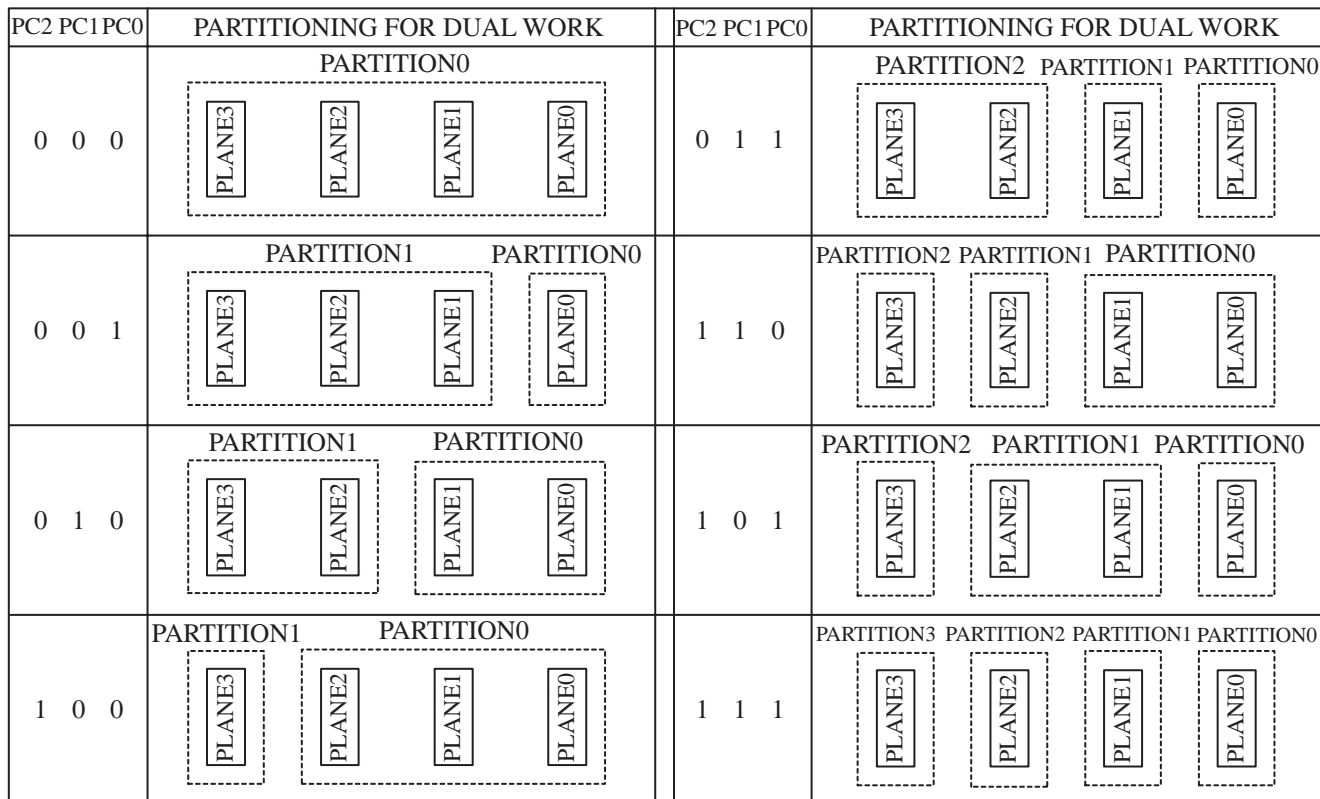 PC2 PC1PC0 PARTITIONING FOR DUAL WORK PC2 PC1PC0 PARTITIONING FOR DUAL WORK
0 0 0
PARTITION0
PLANE3 PLANE2 PLANE1 PLANE0
0 1 1
PARTITION2 PARTITION1 PARTITION0
PLANE3 PLANE2 PLANE1 PLANE0
0 0 1
PARTITION1 PARTITION0
PLANE3 PLANE2 PLANE1 PLANE0
1 1 0
PARTITION2 PARTITION1 PARTITION0
PLANE3 PLANE2 PLANE1 PLANE0
0 1 0
PARTITION1 PARTITION0
PLANE3 PLANE2 PLANE1 PLANE0
1 0 1
PARTITION2 PARTITION1 PARTITION0
PLANE3 PLANE2 PLANE1 PLANE0
1 0 0
PARTITION1 PARTITION0
PLANE3 PLANE2 PLANE1 PLANE0
1 1 1
PARTITION3 PARTITION2 PARTITION1 PARTITION0
PLANE3 PLANE2 PLANE1 PLANE0